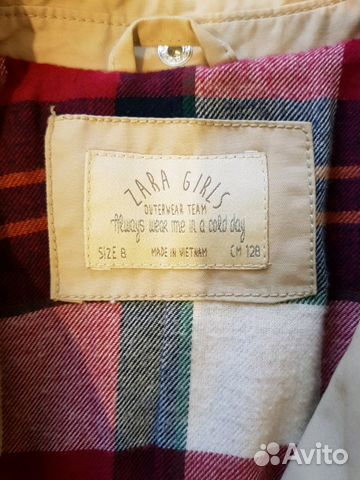 ZARA GIRLS
OUTERWEAR TEAM
Always wear me in a cold day
SIZE 8 MADE IN VIETNAM CM 128
Avito